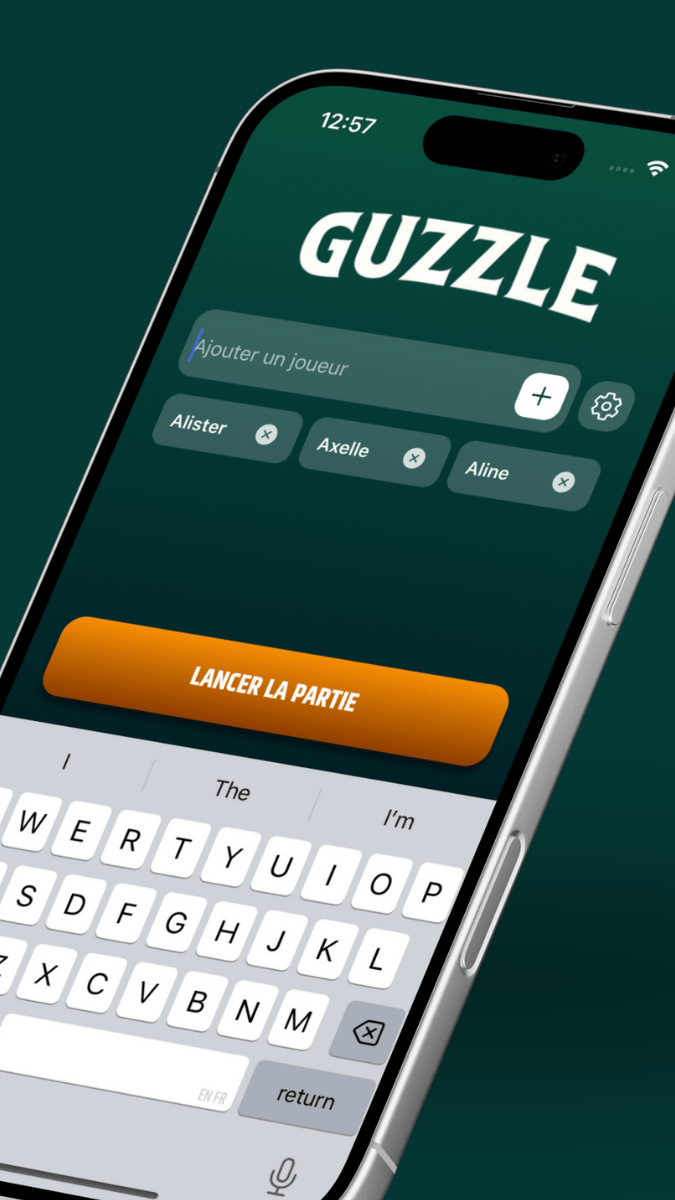 12:57
GUZZLE
Ajouter un joueur
Alister
Axelle
Aline
LANCER LA PARTIE
I The I'm
W E R T Y U I O P
S D F G H J K L
Z X C V B N M
EN FR
return